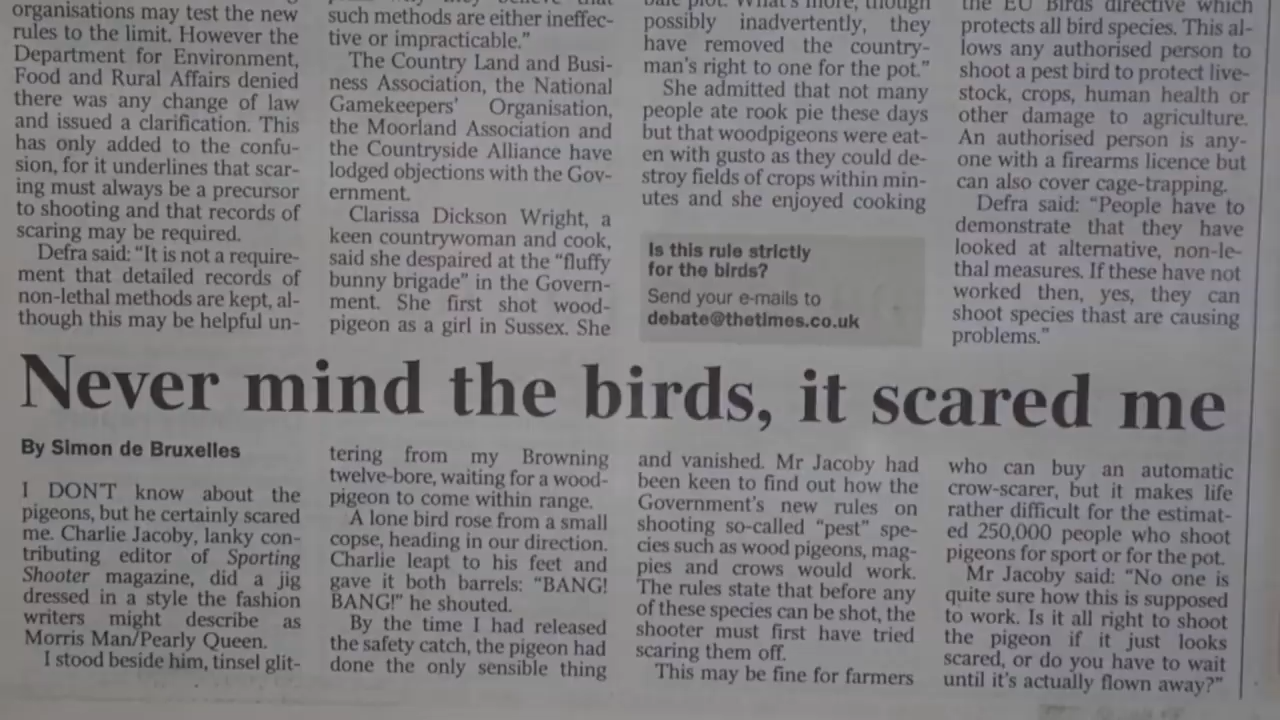 organisations may test the new
rules to the limit. However the
Department for Environment,
Food and Rural Affairs denied
there was any change of law
and issued a clarification. This
has only added to the confu-
sion, for it underlines that scar-
ing must always be a precursor
to shooting and that records of
scaring may be required.
Defra said: “It is not a require-
ment that detailed records of
non-lethal methods are kept, al-
though this may be helpful un-
such methods are either ineffec-
tive or impracticable.”
The Country Land and Busi-
ness Association, the National
Gamekeepers’ Organisation,
the Moorland Association and
the Countryside Alliance have
lodged objections with the Gov-
ernment.
Clarissa Dickson Wright, a
keen countrywoman and cook,
said she despaired at the “fluffy
bunny brigade” in the Govern-
ment. She first shot wood-
pigeon as a girl in Sussex. She
bale plot. What’s more, though
possibly inadvertently, they
have removed the country-
man’s right to one for the pot.”
She admitted that not many
people ate rook pie these days
but that woodpigeons were eat-
en with gusto as they could de-
stroy fields of crops within min-
utes and she enjoyed cooking
Is this rule strictly
for the birds?
Send your e-mails to
debate@thetimes.co.uk
the EU Birds directive which
protects all bird species. This al-
lows any authorised person to
shoot a pest bird to protect live-
stock, crops, human health or
other damage to agriculture.
An authorised person is any-
one with a firearms licence but
can also cover cage-trapping.
Defra said: “People have to
demonstrate that they have
looked at alternative, non-le-
thal measures. If these have not
worked then, yes, they can
shoot species thast are causing
problems.”
Never mind the birds, it scared me
By Simon de Bruxelles
I DON’T know about the
pigeons, but he certainly scared
me. Charlie Jacoby, lanky con-
tributing editor of Sporting
Shooter magazine, did a jig
dressed in a style the fashion
writers might describe as
Morris Man/Pearly Queen.
I stood beside him, tinsel glit-
tering from my Browning
twelve-bore, waiting for a wood-
pigeon to come within range.
A lone bird rose from a small
copse, heading in our direction.
Charlie leapt to his feet and
gave it both barrels: “BANG!
BANG!” he shouted.
By the time I had released
the safety catch, the pigeon had
done the only sensible thing
and vanished. Mr Jacoby had
been keen to find out how the
Government’s new rules on
shooting so-called “pest” spe-
cies such as wood pigeons, mag-
pies and crows would work.
The rules state that before any
of these species can be shot, the
shooter must first have tried
scaring them off.
This may be fine for farmers
who can buy an automatic
crow-scarer, but it makes life
rather difficult for the estimat-
ed 250,000 people who shoot
pigeons for sport or for the pot.
Mr Jacoby said: “No one is
quite sure how this is supposed
to work. Is it all right to shoot
the pigeon if it just looks
scared, or do you have to wait
until it’s actually flown away?”